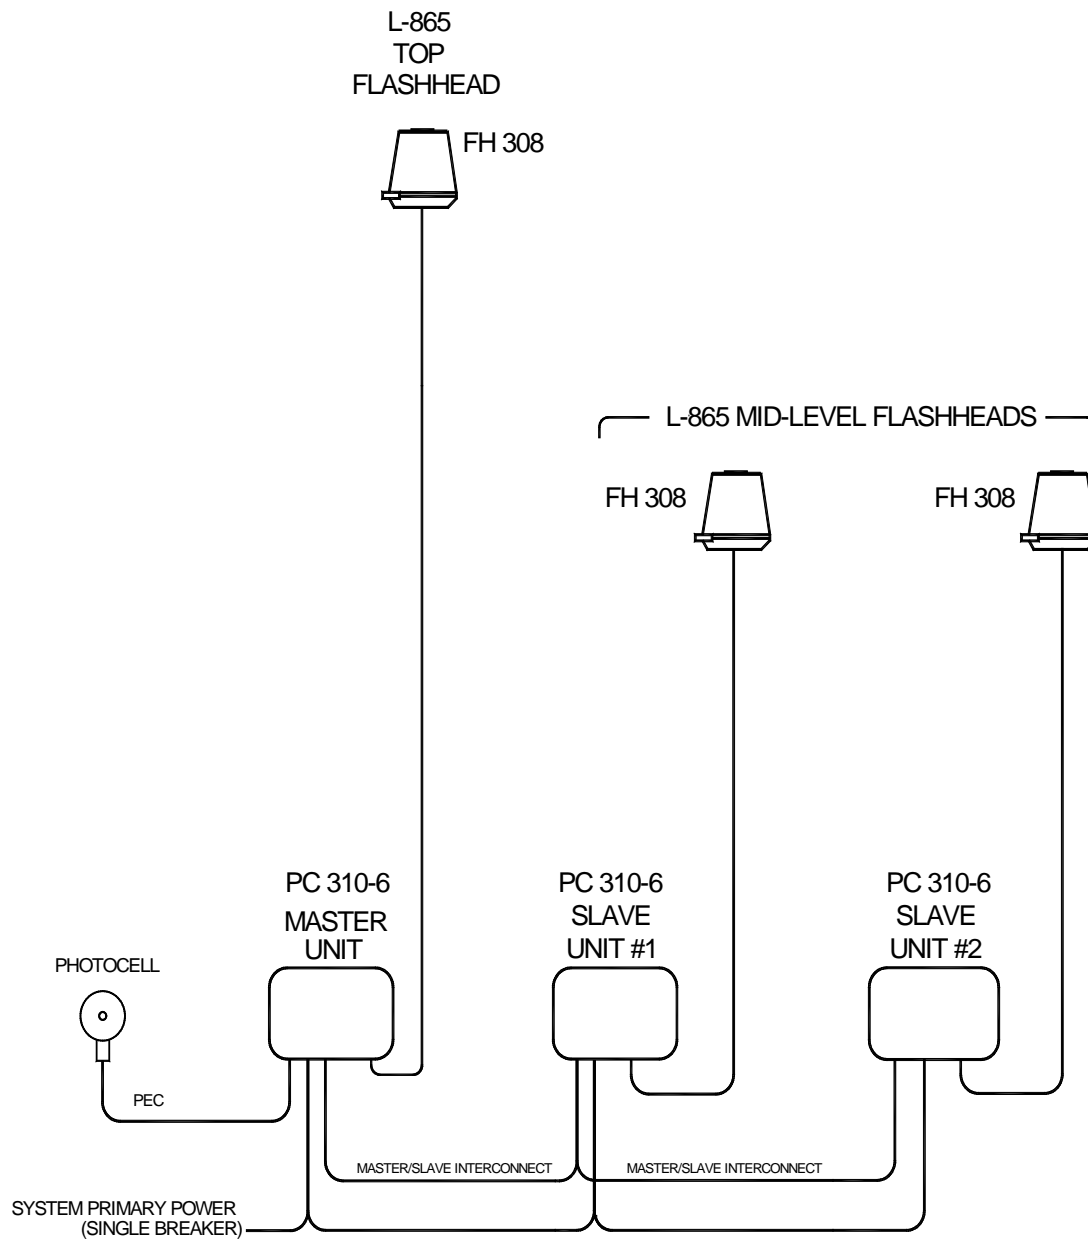 L-865
TOP
FLASHHEAD
FH 308
L-865 MID-LEVEL FLASHHEADS
FH 308
FH 308
PC 310-6
MASTER
UNIT
PC 310-6
SLAVE
UNIT #1
PC 310-6
SLAVE
UNIT #2
PHOTOCELL
PEC
MASTER/SLAVE INTERCONNECT
MASTER/SLAVE INTERCONNECT
SYSTEM PRIMARY POWER
(SINGLE BREAKER)